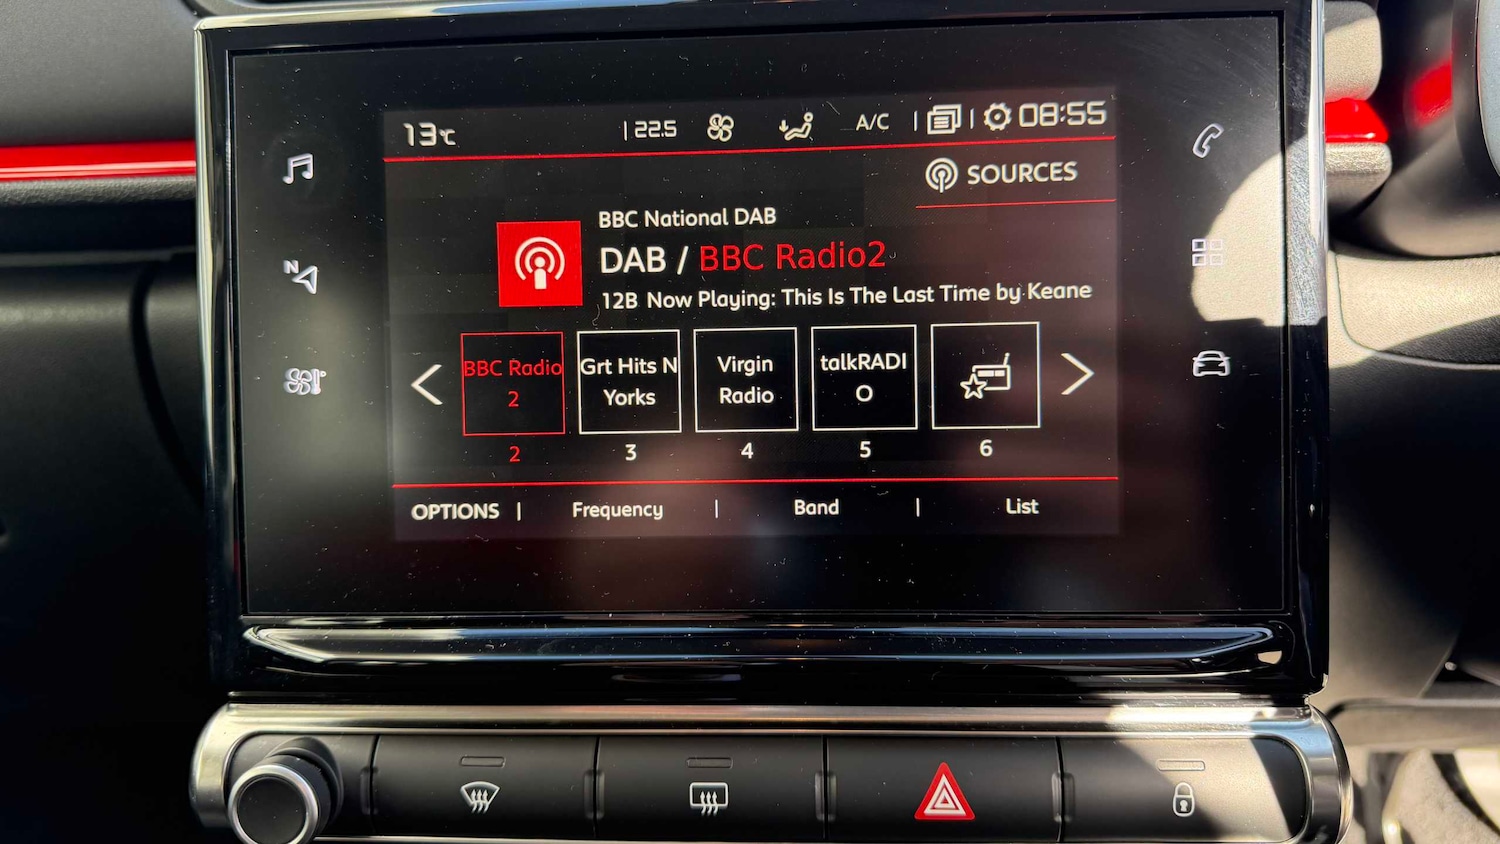 13°C | 22.5 A/C | | 08:55
SOURCES
BBC National DAB
DAB / BBC Radio2
12B Now Playing: This Is The Last Time by Keane
BBC Radio
2
Grt Hits N
Yorks
Virgin
Radio
talkRADI
O
2 3 4 5 6
OPTIONS | Frequency | Band | List
N